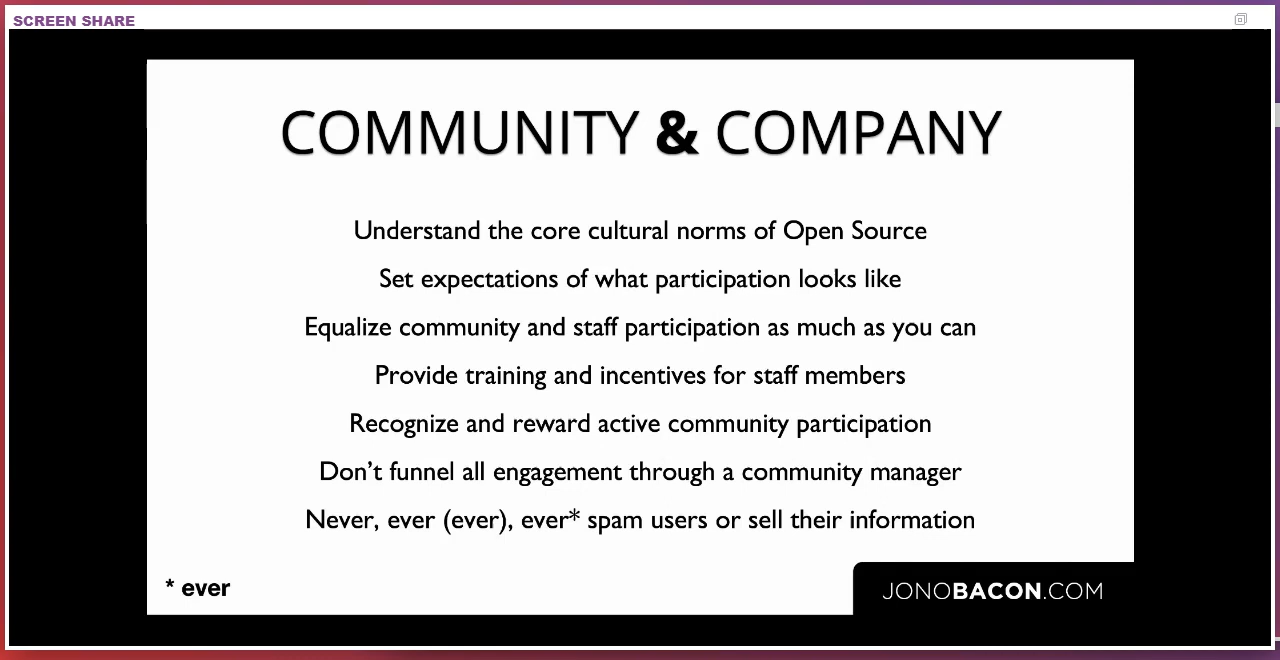 SCREEN SHARE
COMMUNITY & COMPANY
Understand the core cultural norms of Open Source
Set expectations of what participation looks like
Equalize community and staff participation as much as you can
Provide training and incentives for staff members
Recognize and reward active community participation
Don’t funnel all engagement through a community manager
Never, ever (ever), ever* spam users or sell their information
* ever
JONOBACON.COM